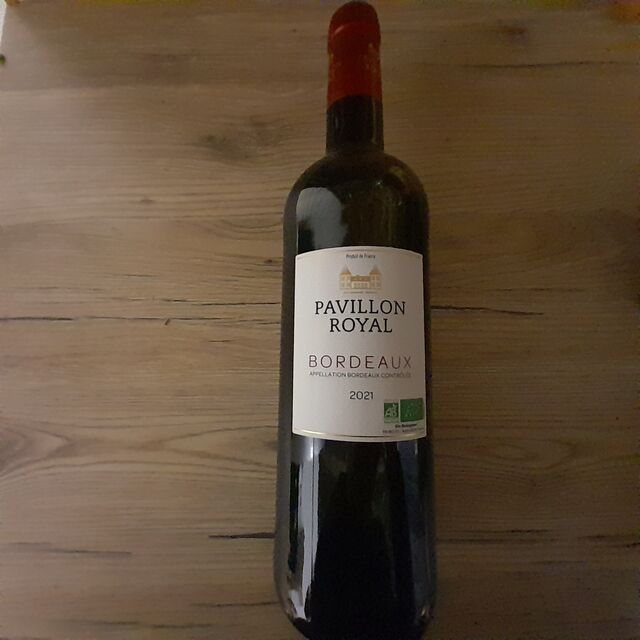 Produit de France
PAVILLON
ROYAL
BORDEAUX
APPELLATION BORDEAUX CONTRÔLÉE
2021
AB